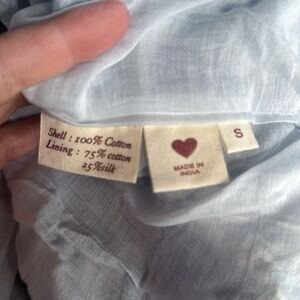 Shell : 100% Cotton
Lining : 75% cotton
25% silk
MADE IN
INDIA
S